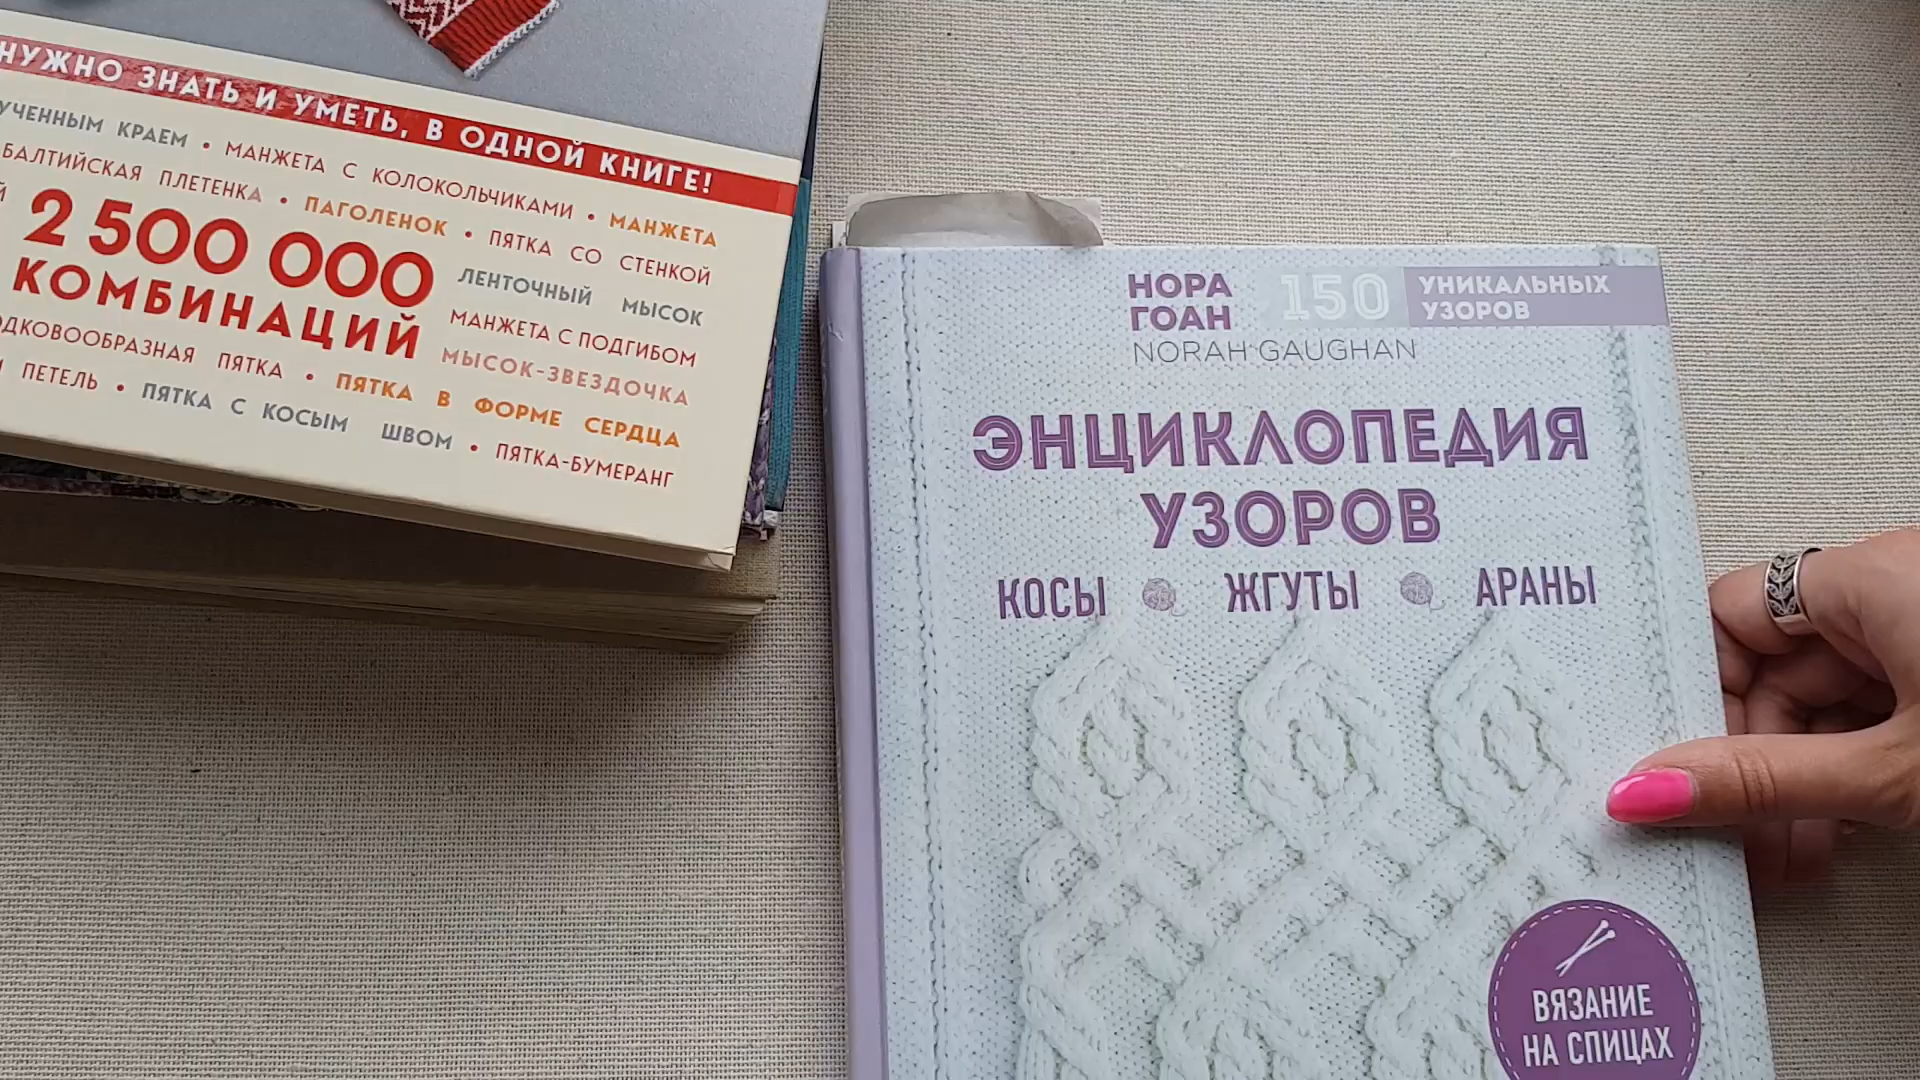 НУЖНО ЗНАТЬ И УМЕТЬ, В ОДНОЙ КНИГЕ!
КРАЕМ • МАНЖЕТА С КОЛОКОЛЬЧИКАМИ • МАНЖЕТА
БАЛТИЙСКАЯ ПЛЕТЕНКА • ПАГОЛЕНОК • ПЯТКА СО СТЕНКОЙ
2 500 000
КОМБИНАЦИЙ
ЛЕНТОЧНЫЙ МЫСОК
МАНЖЕТА С ПОДГИБОМ
МЫСОК-ЗВЕЗДОЧКА
ПЯТКА • ПЯТКА В ФОРМЕ СЕРДЦА
ПЕТЕЛЬ • ПЯТКА С КОСЫМ ШВОМ • ПЯТКА-БУМЕРАНГ
НОРА
ГОАН
NORAH GAUGHAN
150
УНИКАЛЬНЫХ
УЗОРОВ
ЭНЦИКЛОПЕДИЯ
УЗОРОВ
КОСЫ ЖГУТЫ АРАНЫ
ВЯЗАНИЕ
НА СПИЦАХ